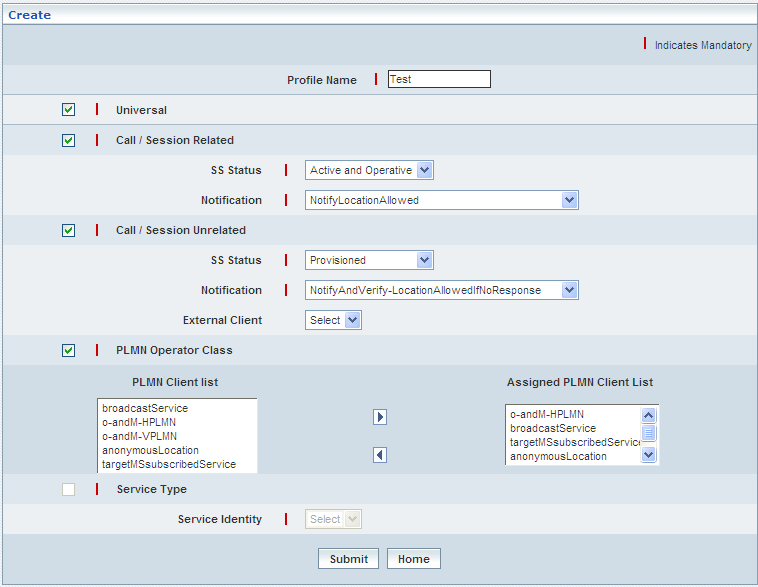 Create
Indicates Mandatory
Profile Name Test
Universal
Call / Session Related
SS Status Active and Operative
Notification NotifyLocationAllowed
Call / Session Unrelated
SS Status Provisioned
Notification NotifyAndVerify-LocationAllowedIfNoResponse
External Client Select
PLMN Operator Class
PLMN Client list
broadcastService
o-andM-HPLMN
o-andM-VPLMN
anonymousLocation
targetMSsubscribedService
Assigned PLMN Client List
o-andM-HPLMN
broadcastService
targetMSsubscribedService
anonymousLocation
Service Type
Service Identity Select
Submit Home